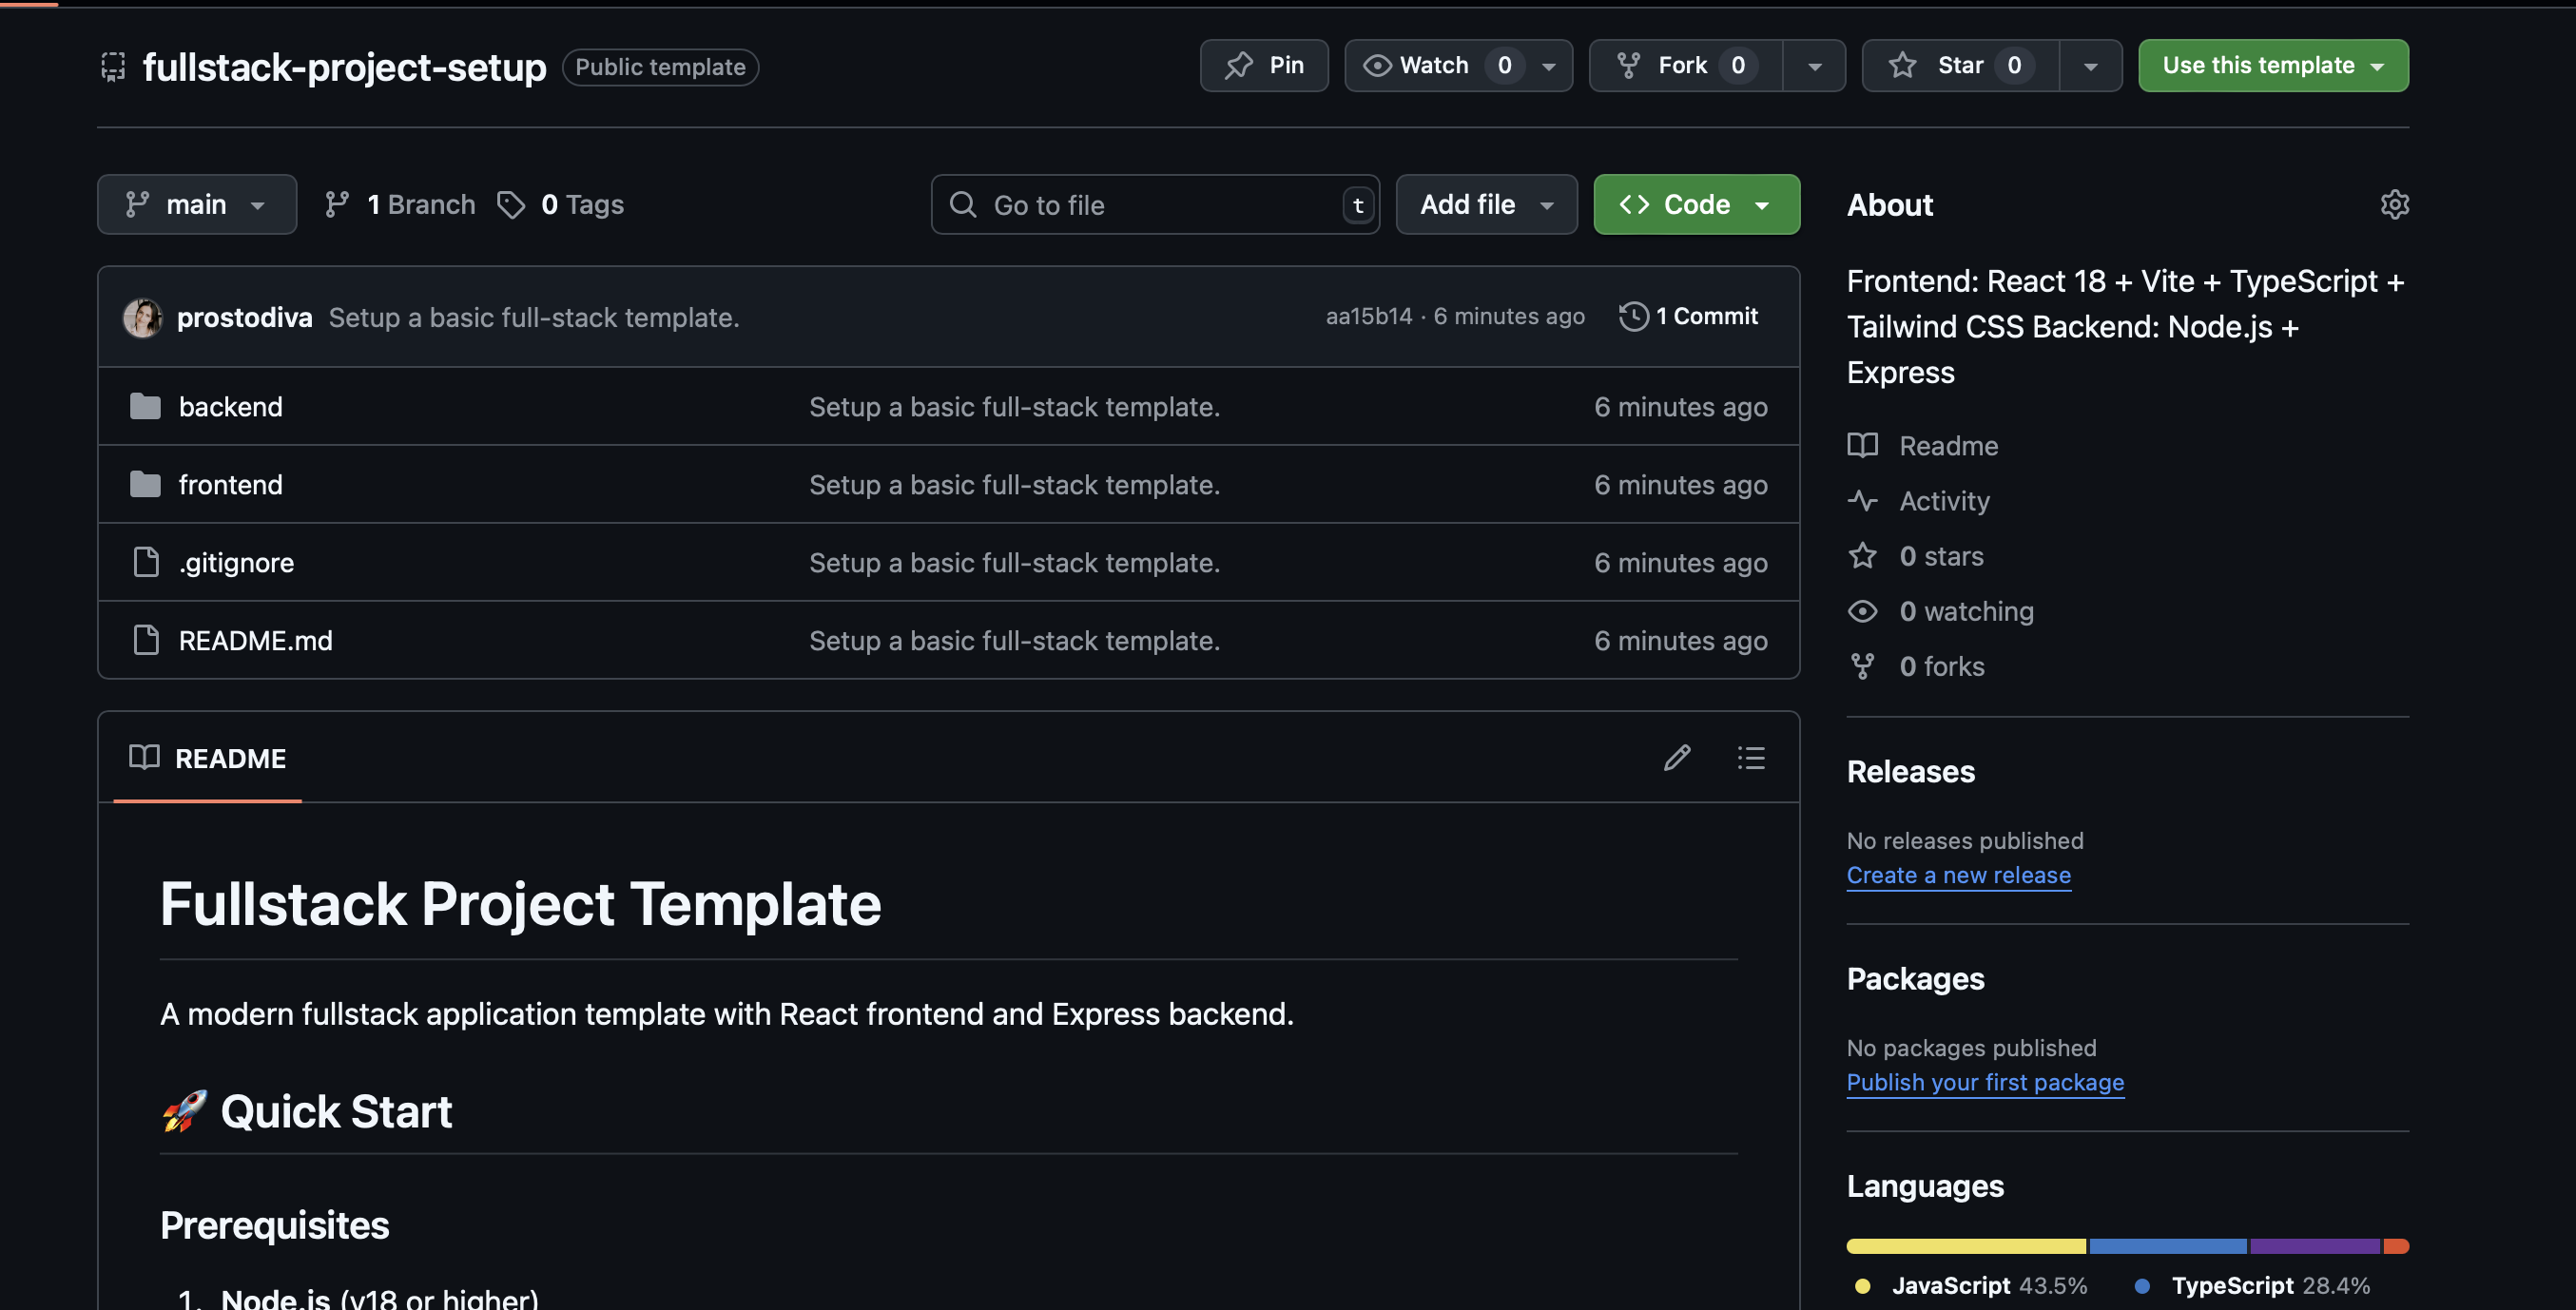 fullstack-project-setup Public template Pin Watch 0 Fork 0 Star 0 Use this template
main 1 Branch 0 Tags Go to file t Add file Code
prostodiva Setup a basic full-stack template. aa15b14 · 6 minutes ago 1 Commit
backend Setup a basic full-stack template. 6 minutes ago
frontend Setup a basic full-stack template. 6 minutes ago
.gitignore Setup a basic full-stack template. 6 minutes ago
README.md Setup a basic full-stack template. 6 minutes ago
README
Fullstack Project Template
A modern fullstack application template with React frontend and Express backend.
🚀 Quick Start
Prerequisites
1. Node.js (v18 or higher)
About
Frontend: React 18 + Vite + TypeScript +
Tailwind CSS Backend: Node.js +
Express
Readme
Activity
0 stars
0 watching
0 forks
Releases
No releases published
Create a new release
Packages
No packages published
Publish your first package
Languages
JavaScript 43.5% TypeScript 28.4%